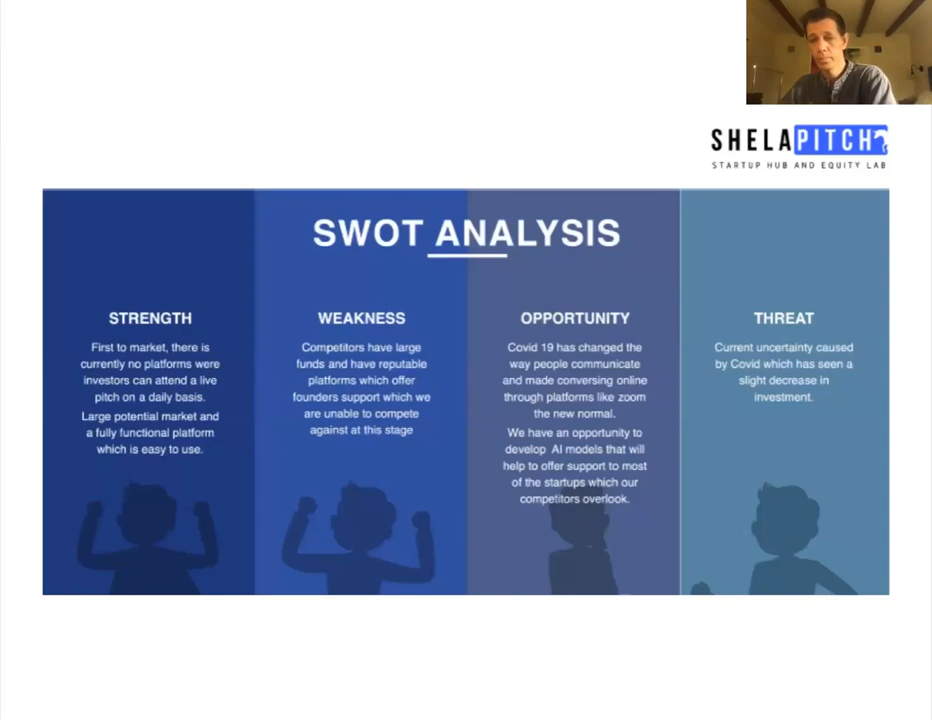 SHELAPITCH
STARTUP HUB AND EQUITY LAB
SWOT ANALYSIS
STRENGTH
First to market, there is
currently no platforms were
investors can attend a live
pitch on a daily basis.
Large potential market and
a fully functional platform
which is easy to use.
WEAKNESS
Competitors have large
funds and have reputable
platforms which offer
founders support which we
are unable to compete
against at this stage
OPPORTUNITY
Covid 19 has changed the
way people communicate
and made conversing online
through platforms like zoom
the new normal.
We have an opportunity to
develop AI models that will
help to offer support to most
of the startups which our
competitors overlook.
THREAT
Current uncertainty caused
by Covid which has seen a
slight decrease in
investment.